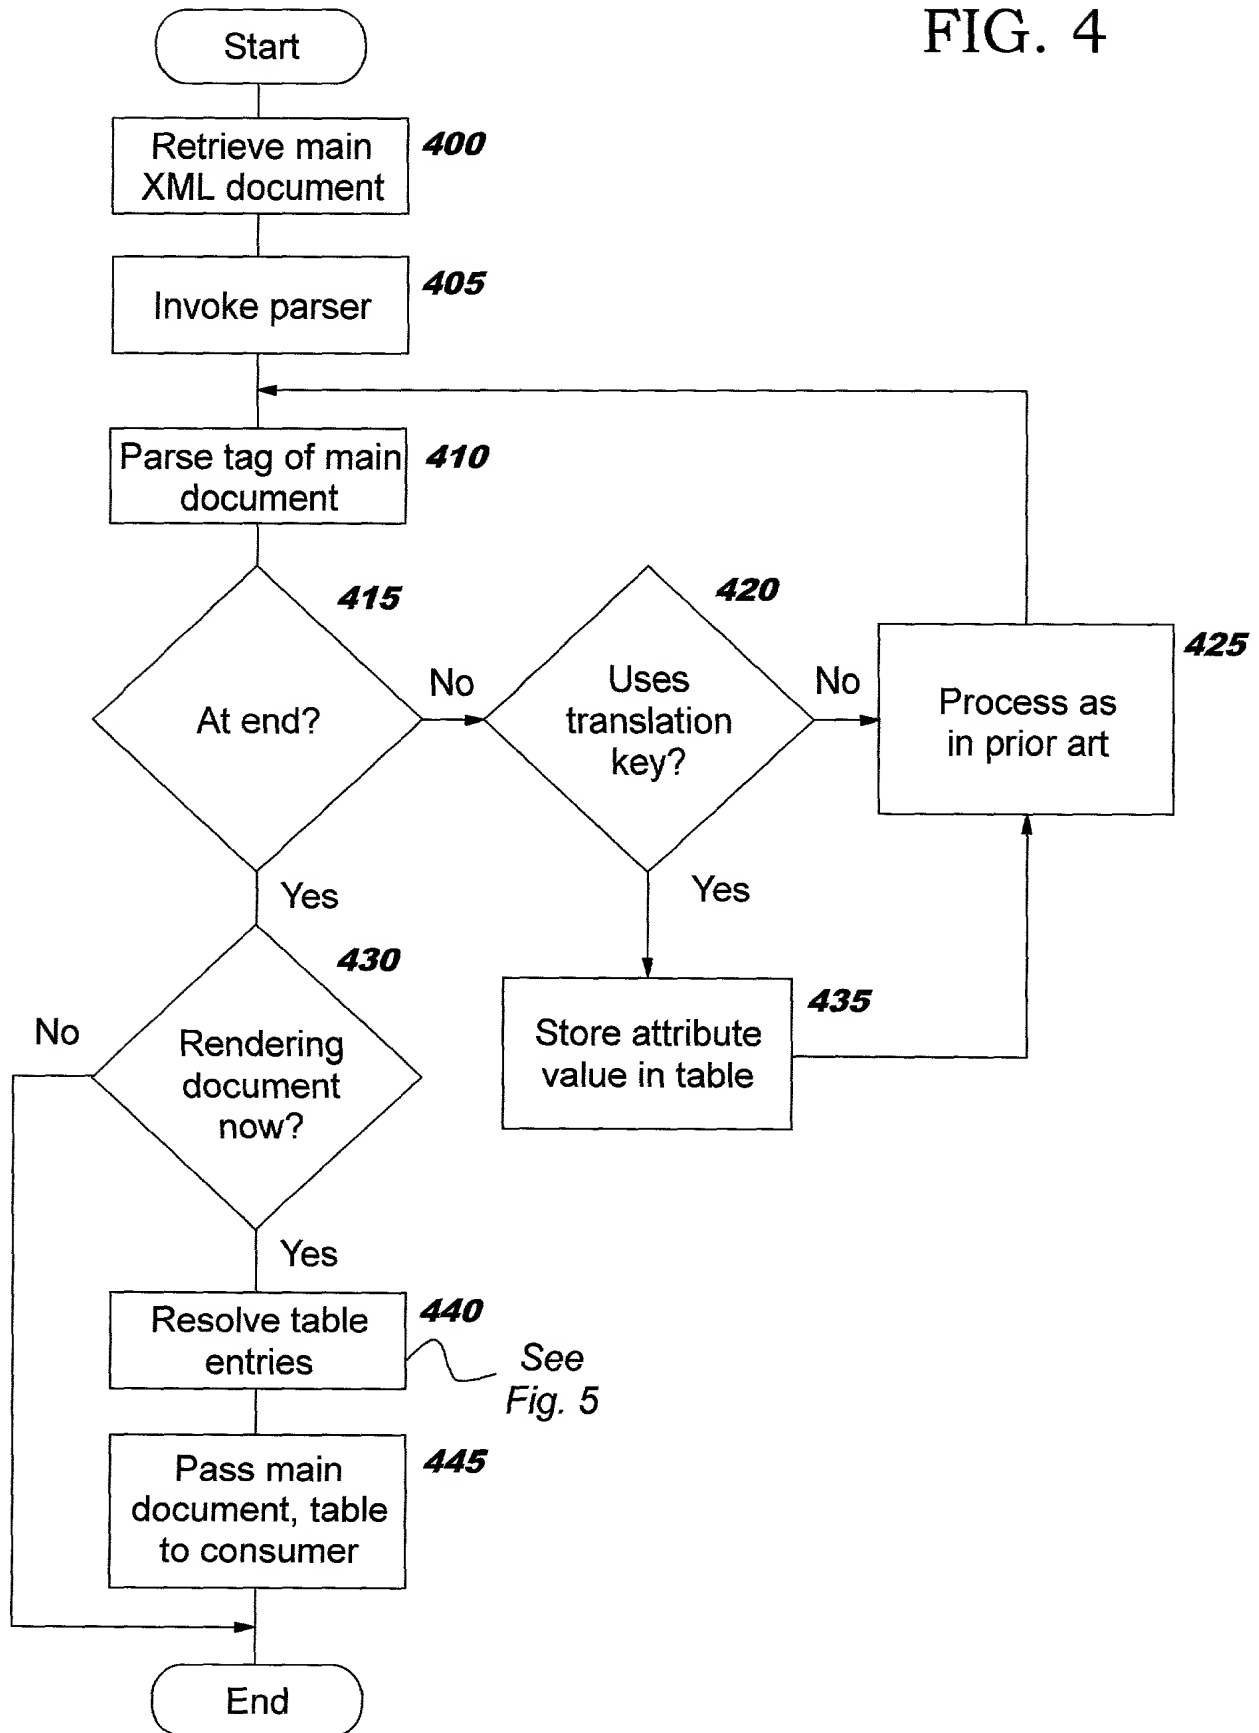 FIG. 4
Start
Retrieve main
XML document
400
Invoke parser
405
Parse tag of main
document
410
At end?
415
No
Uses
translation
key?
420
No
Process as
in prior art
425
Yes
Yes
Store attribute
value in table
435
Rendering
document
now?
430
No
Yes
Resolve table
entries
440
See
Fig. 5
Pass main
document, table
to consumer
445
End